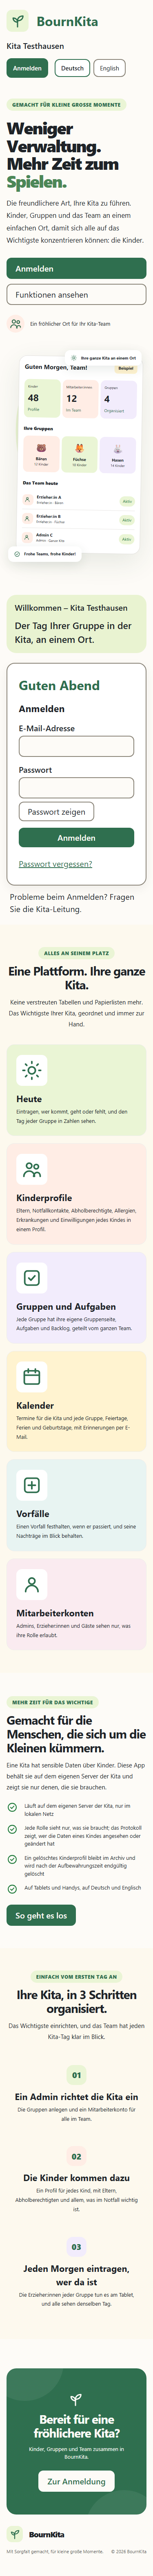 BournKita
Kita Testhausen
Anmelden
Deutsch
English
GEMACHT FÜR KLEINE GROSSE MOMENTE
Weniger
Verwaltung.
Mehr Zeit zum
Spielen.
Die freundlichere Art, Ihre Kita zu führen.
Kinder, Gruppen und das Team an einem
einfachen Ort, damit sich alle auf das
Wichtigste konzentrieren können: die Kinder.
Anmelden
Funktionen ansehen
Ein fröhlicher Ort für Ihr Kita-Team
Ihre ganze Kita an einem Ort
Guten Morgen, Team!
Beispiel
Kinder
48
Profile
Mitarbeiter:innen
12
Im Team
Gruppen
4
Organisiert
Ihre Gruppen
Bären
Füchse
Hasen
Das Team heute
Erzieher:in A
Aktiv
Erzieher:in B
Aktiv
Admin C
Aktiv
Frohe Teams, frohe Kinder!
Willkommen – Kita Testhausen
Der Tag Ihrer Gruppe in der
Kita, an einem Ort.
Guten Abend
Anmelden
E-Mail-Adresse
Passwort
Passwort zeigen
Anmelden
Passwort vergessen?
Probleme beim Anmelden? Fragen
Sie die Kita-Leitung.
ALLES AN SEINEM PLATZ
Eine Plattform. Ihre ganze
Kita.
Keine verstreuten Tabellen und Papierlisten mehr.
Das Wichtigste Ihrer Kita, geordnet und immer zur
Hand.
Heute
Eintragen, wer kommt, geht oder fehlt, und den
Tag jeder Gruppe in Zahlen sehen.
Kinderprofile
Eltern, Notfallkontakte, Abholberechtigte, Allergien,
Erkrankungen und Einwilligungen jedes Kindes in
einem Profil.
Gruppen und Aufgaben
Jede Gruppe hat ihre eigene Gruppenseite,
Aufgaben und Backlog, geteilt vom ganzen Team.
Kalender
Termine für die Kita und jede Gruppe, Feiertage,
Ferien und Geburtstage, mit Erinnerungen per E-
Mail.
Vorfälle
Einen Vorfall festhalten, wenn er passiert, und seine
Nachträge im Blick behalten.
Mitarbeiterkonten
Admins, Erzieher:innen und Gäste sehen nur, was
ihre Rolle erlaubt.
MEHR ZEIT FÜR DAS WICHTIGE
Gemacht für die
Menschen, die sich um die
Kleinen kümmern.
Eine Kita hat sensible Daten über Kinder. Diese App
behält sie auf dem eigenen Server der Kita und
zeigt sie nur denen, die sie brauchen.
Läuft auf dem eigenen Server der Kita, nur im
lokalen Netz
Jede Rolle sieht nur, was sie braucht; das Protokoll
zeigt, wer die Daten eines Kindes angesehen oder
geändert hat
Ein gelöschtes Kinderprofil bleibt im Archiv und
wird nach der Aufbewahrungszeit endgültig
gelöscht
Auf Tablets und Handys, auf Deutsch und Englisch
So geht es los
EINFACH VOM ERSTEN TAG AN
Ihre Kita, in 3 Schritten
organisiert.
Das Wichtigste einrichten, und das Team hat jeden
Kita-Tag klar im Blick.
01
Ein Admin richtet die Kita ein
Die Gruppen anlegen und ein Mitarbeiterkonto für
alle im Team.
02
Die Kinder kommen dazu
Ein Profil für jedes Kind, mit Eltern,
Abholberechtigten und allem, was im Notfall wichtig
ist.
03
Jeden Morgen eintragen,
wer da ist
Die Erzieher:innen jeder Gruppe tun es am Tablet,
und alle sehen denselben Tag.
Bereit für eine
fröhlichere Kita?
Kinder, Gruppen und Team zusammen in
BournKita.
Zur Anmeldung
BournKita
Mit Sorgfalt gemacht, für kleine große Momente.
© 2026 BournKita